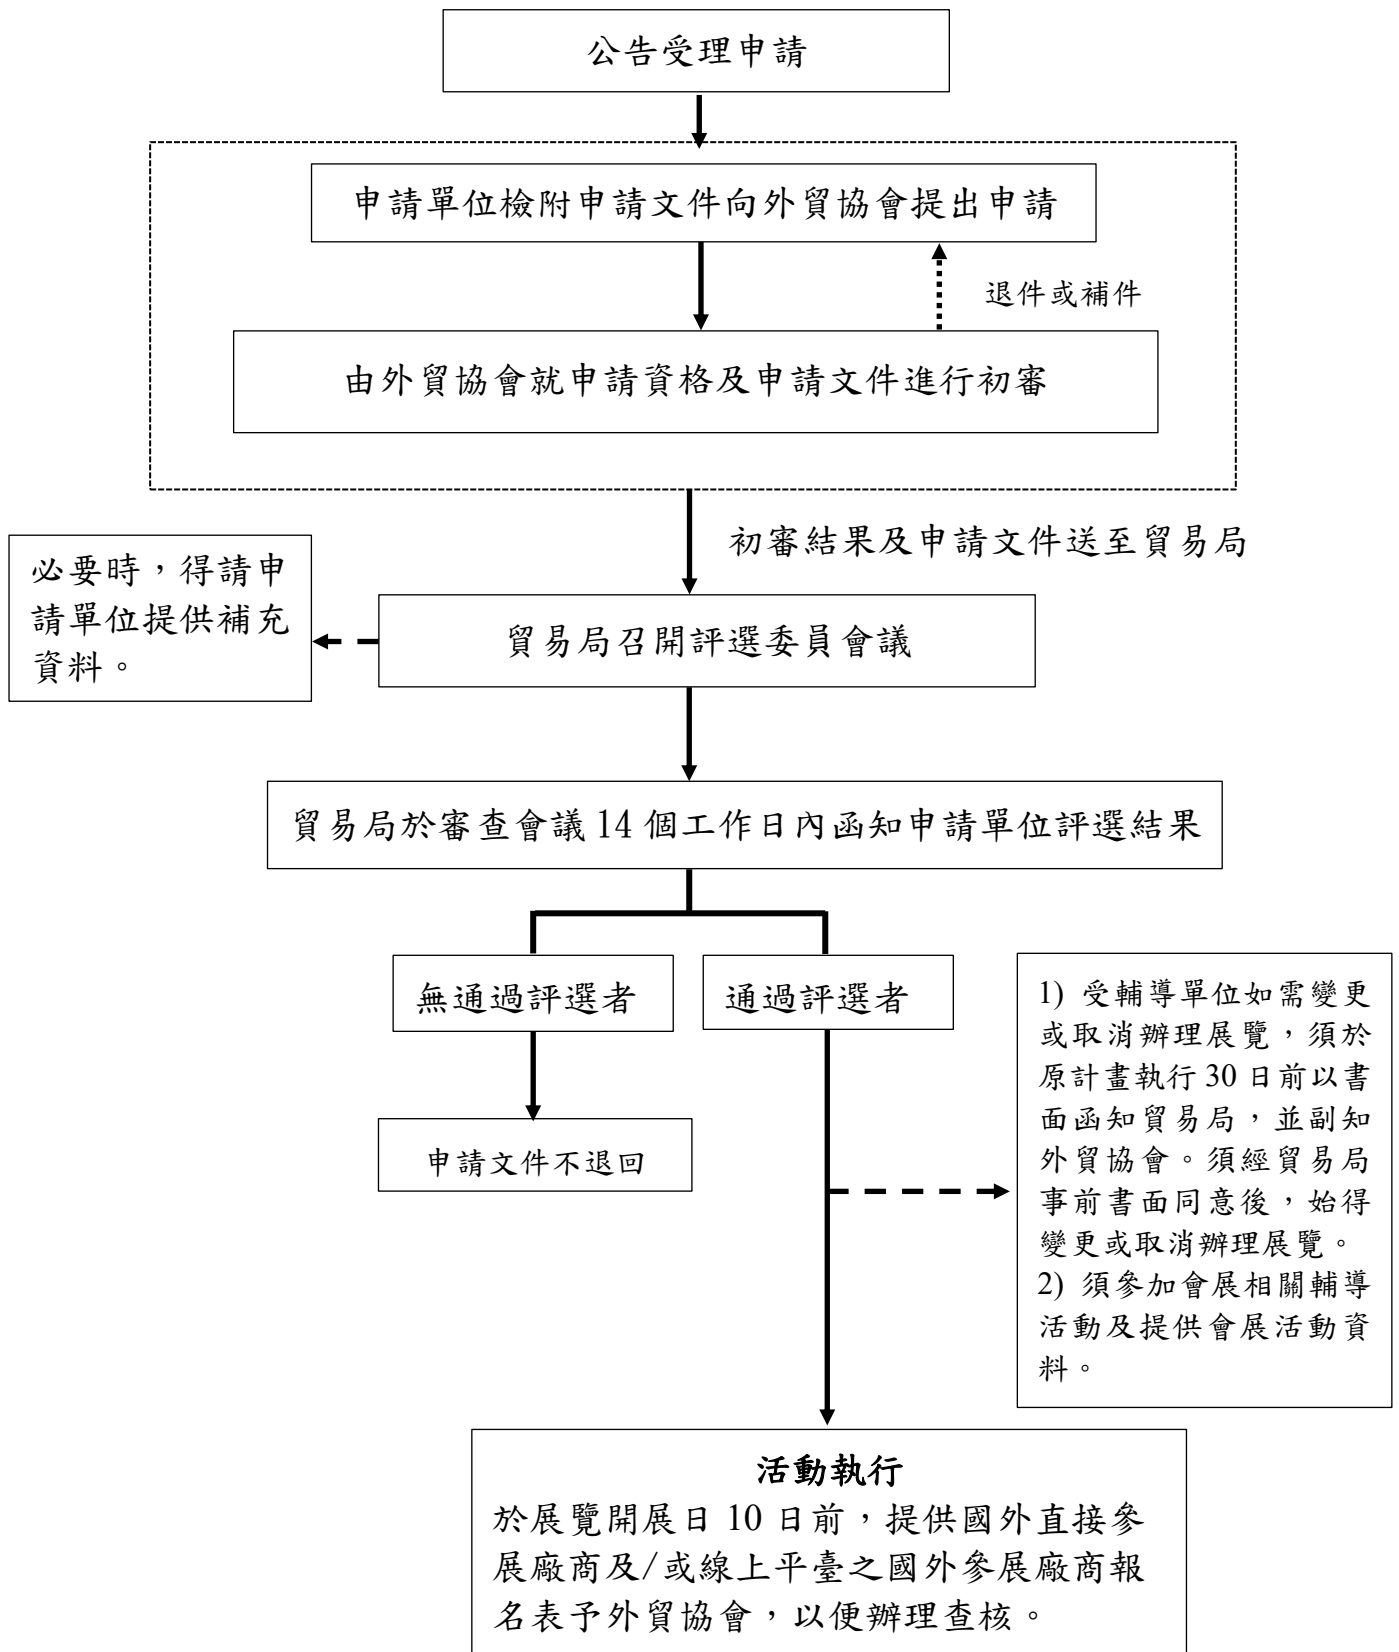 公告受理申請
申請單位檢附申請文件向外貿協會提出申請
退件或補件
由外貿協會就申請資格及申請文件進行初審
初審結果及申請文件送至貿易局
必要時，得請申
請單位提供補充
資料。
貿易局召開評選委員會議
貿易局於審查會議 14 個工作日內函知申請單位評選結果
無通過評選者
通過評選者
申請文件不退回
1) 受輔導單位如需變更
或取消辦理展覽，須於
原計畫執行 30 日前以書
面函知貿易局，並副知
外貿協會。須經貿易局
事前書面同意後，始得
變更或取消辦理展覽。
2) 須參加會展相關輔導
活動及提供會展活動資
料。
活動執行
於展覽開展日 10 日前，提供國外直接參
展廠商及/或線上平臺之國外參展廠商報
名表予外貿協會，以便辦理查核。